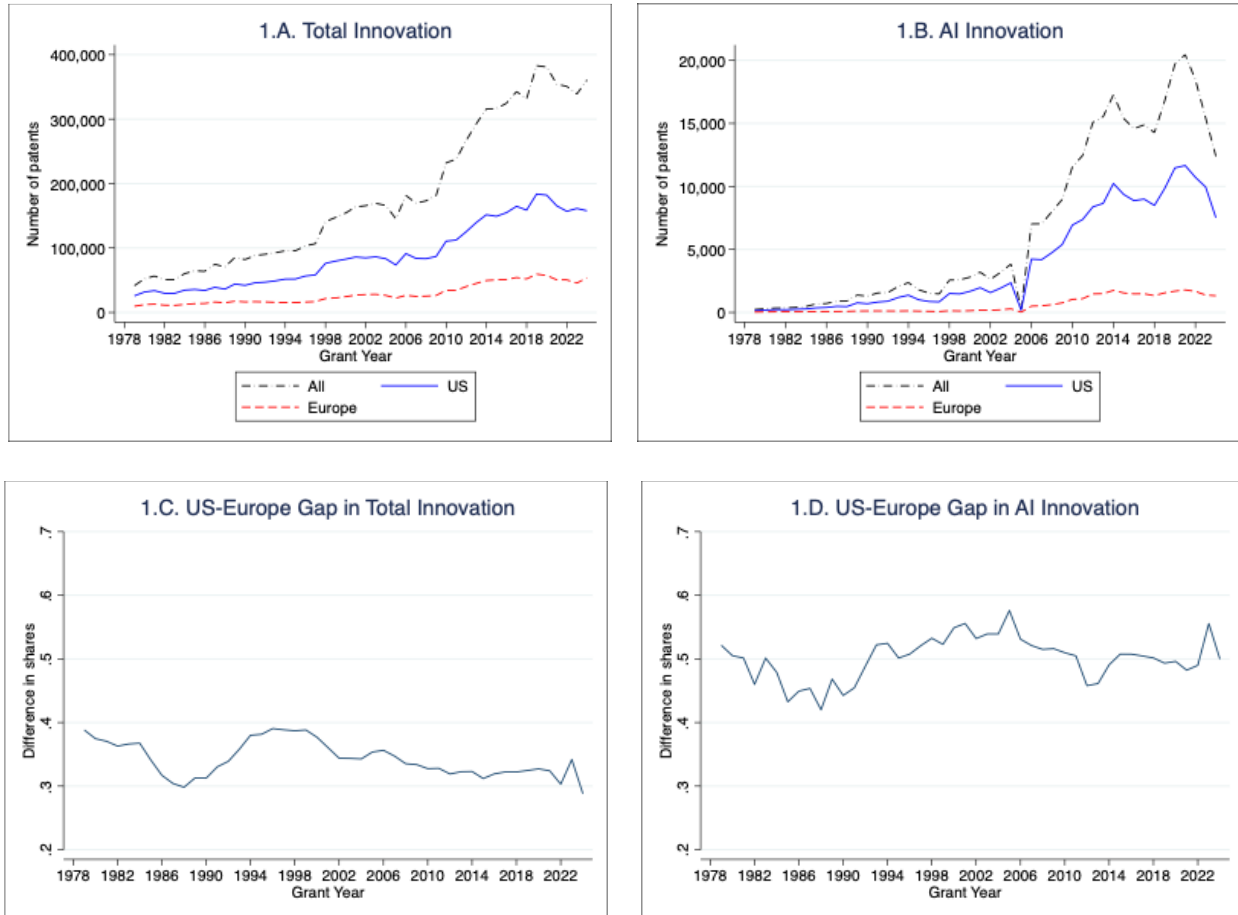 1.A. Total Innovation
Number of patents
400,000
300,000
200,000
100,000
0
1978 1982 1986 1990 1994 1998 2002 2006 2010 2014 2018 2022
Grant Year
All US
Europe
1.B. AI Innovation
Number of patents
20,000
15,000
10,000
5,000
0
1978 1982 1986 1990 1994 1998 2002 2006 2010 2014 2018 2022
Grant Year
All US
Europe
1.C. US-Europe Gap in Total Innovation
Difference in shares
.7
.6
.5
.4
.3
.2
1978 1982 1986 1990 1994 1998 2002 2006 2010 2014 2018 2022
Grant Year
1.D. US-Europe Gap in AI Innovation
Difference in shares
.7
.6
.5
.4
.3
.2
1978 1982 1986 1990 1994 1998 2002 2006 2010 2014 2018 2022
Grant Year